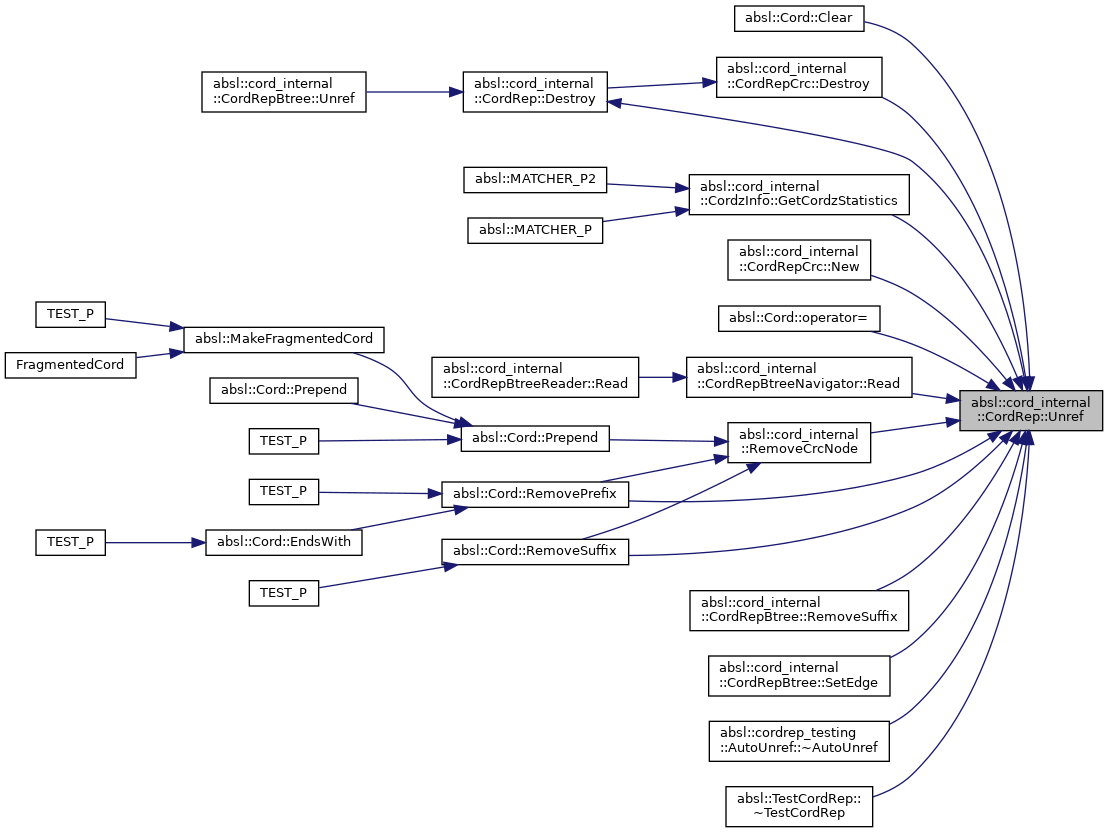 absl::Cord::Clear
absl::cord_internal
::CordRepCrc::Destroy
absl::cord_internal
::CordRep::Destroy
absl::cord_internal
::CordRepBtree::Unref
absl::MATCHER_P2
absl::cord_internal
::CordzInfo::GetCordzStatistics
absl::MATCHER_P
absl::cord_internal
::CordRepCrc::New
absl::Cord::operator=
TEST_P
absl::MakeFragmentedCord
FragmentedCord
absl::cord_internal
::CordRepBtreeReader::Read
absl::cord_internal
::CordRepBtreeNavigator::Read
absl::Cord::Prepend
absl::cord_internal
::CordRep::Unref
TEST_P
absl::Cord::Prepend
absl::cord_internal
::RemoveCrcNode
TEST_P
absl::Cord::RemovePrefix
TEST_P
absl::Cord::EndsWith
absl::Cord::RemoveSuffix
TEST_P
absl::cord_internal
::CordRepBtree::RemoveSuffix
absl::cord_internal
::CordRepBtree::SetEdge
absl::cordrep_testing
::AutoUnref::~AutoUnref
absl::TestCordRep::
~TestCordRep